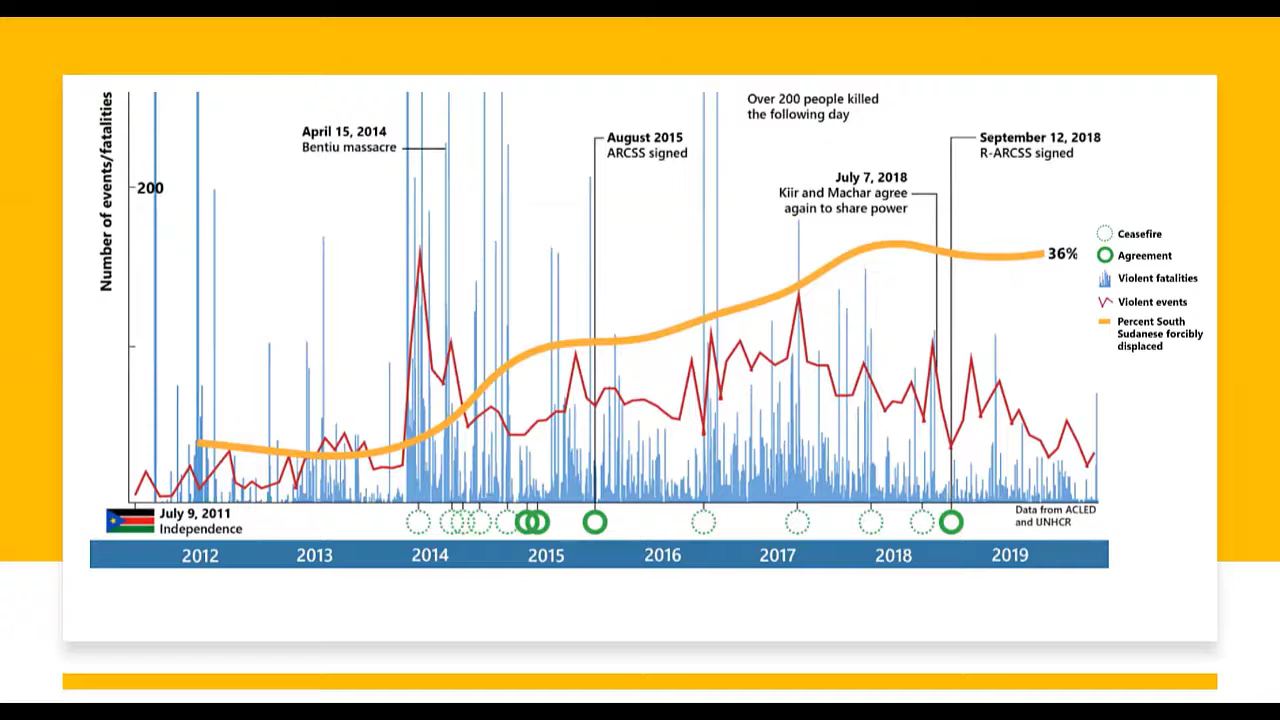 Number of events/fatalities
Over 200 people killed
the following day
April 15, 2014
Bentiu massacre
August 2015
ARCSS signed
September 12, 2018
R-ARCSS signed
200
July 7, 2018
Kiir and Machar agree
again to share power
36%
Ceasefire
Agreement
Violent fatalities
Violent events
Percent South
Sudanese forcibly
displaced
July 9, 2011
Independence
Data from ACLED
and UNHCR
2012 2013 2014 2015 2016 2017 2018 2019